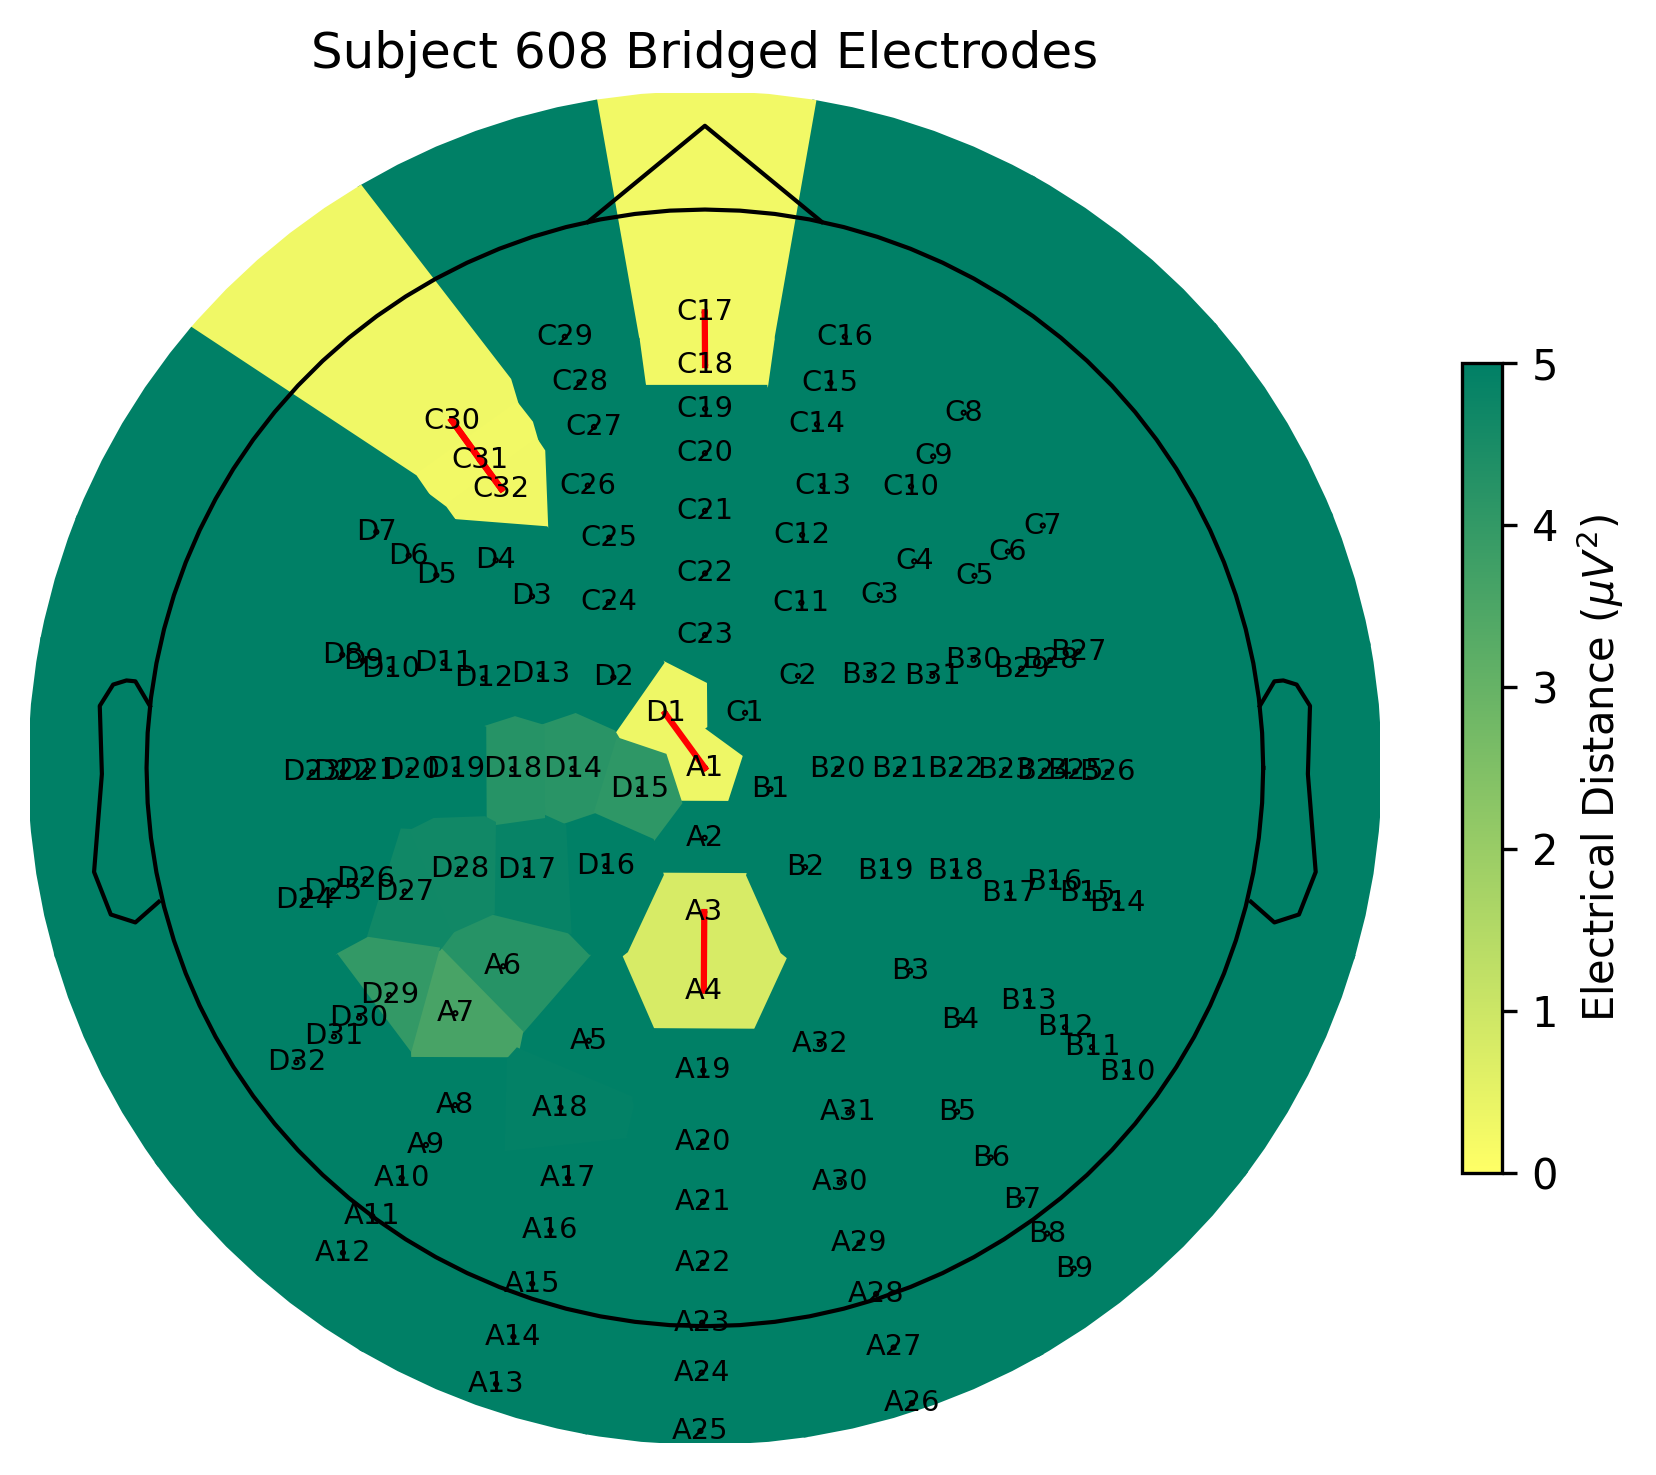 Subject 608 Bridged Electrodes
C17
C29 C16
C18
C28 C15
C19 C8
C30 C27 C14
C20
C31 C9
C32 C26 C13 C10
C21
D7 C25 C12 C7
D6 D4 C4 C6
D5 C22 C5
D3 C24 C11 C3
C23
D8 D9 D10 D11 D12 D13 D2 C2 B32 B31 B30 B29 B28 B27
D1 C1
D23 D22 D21 D20 D19 D18 D14 A1 B20 B21 B22 B23 B24 B25 B26
D15 B1
A2
D24 D25 D26 D27 D28 D17 D16 B2 B19 B18 B17 B16 B15 B14
A3
A6 B3
D29 A4 B13
D30 A7 B4 B12
D31 A5 A32 B11
D32 A19 B10
A8 A18 A31 B5
A9 A20 B6
A10 A17 A30
A11 A21 B7
A12 A16 A29 B8
A22 B9
A15 A28
A14 A23 A27
A13 A24 A26
A25
5
4
3
2
1
0
Electrical Distance (μV²)